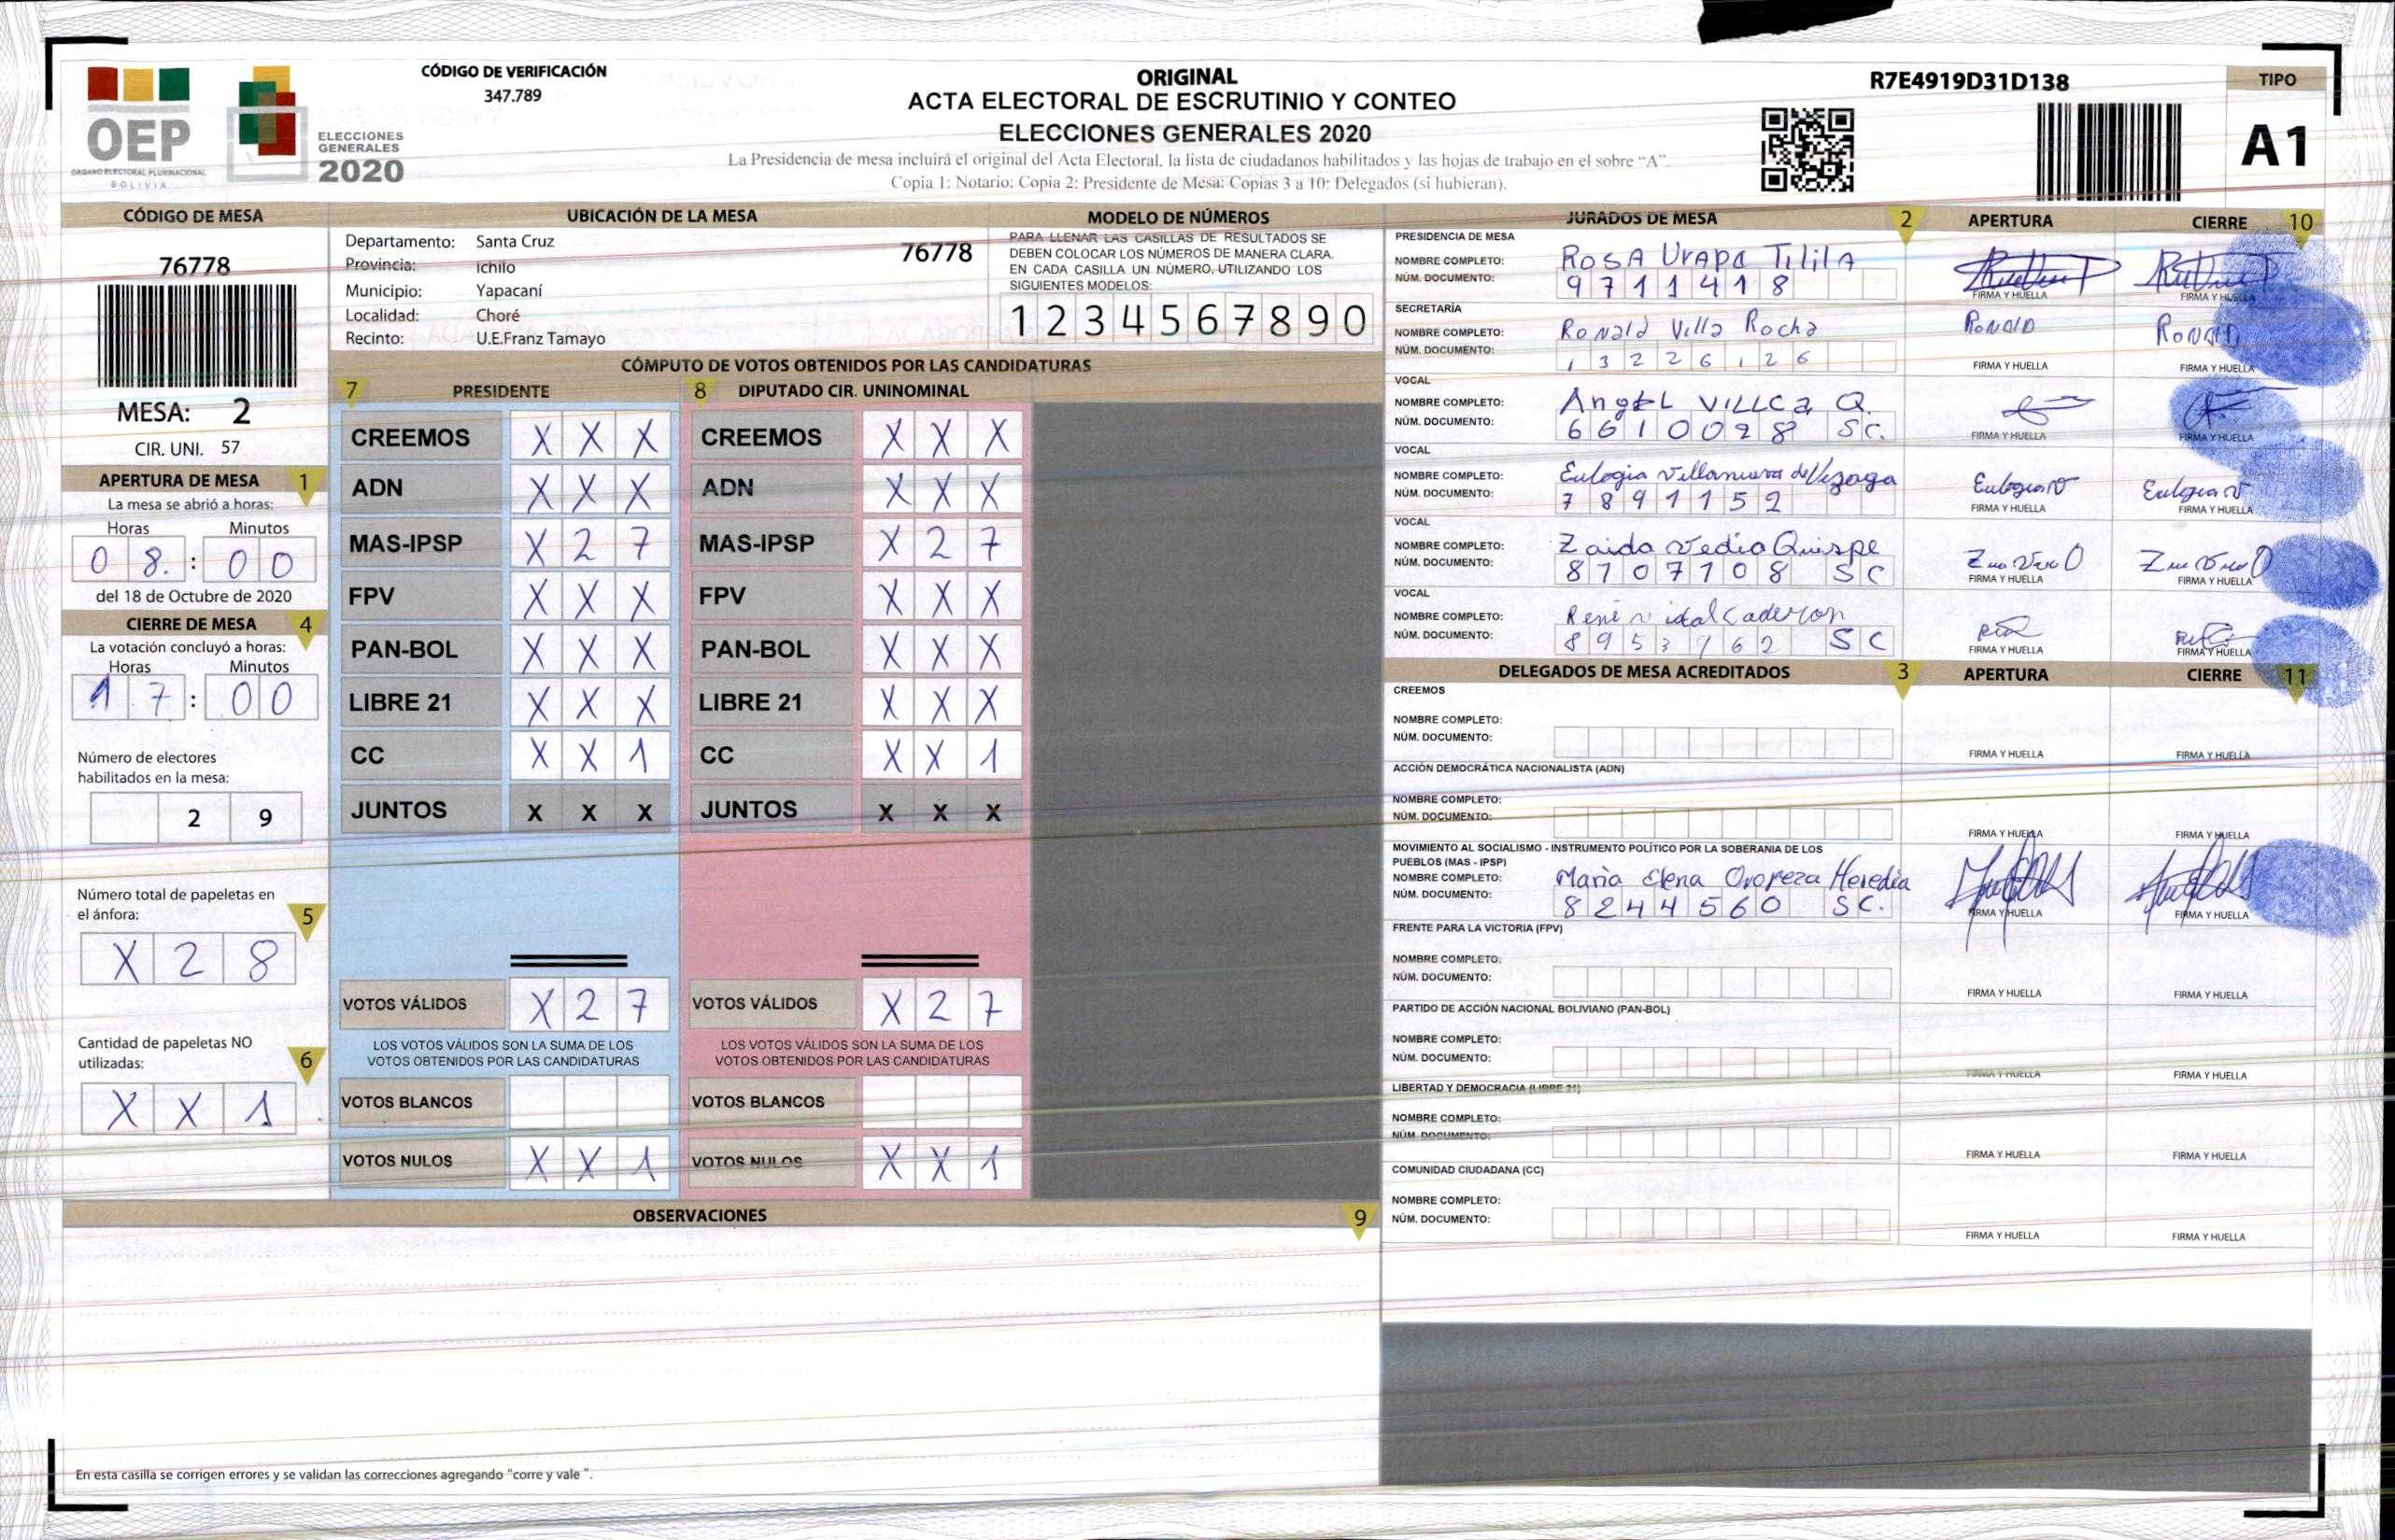 OEP
ÓRGANO ELECTORAL PLURINACIONAL
BOLIVIA
ELECCIONES
GENERALES
2020
CÓDIGO DE VERIFICACIÓN
347.789
ORIGINAL
ACTA ELECTORAL DE ESCRUTINIO Y CONTEO
ELECCIONES GENERALES 2020
La Presidencia de mesa incluirá el original del Acta Electoral, la lista de ciudadanos habilitados y las hojas de trabajo en el sobre "A".
Copia 1: Notario; Copia 2: Presidente de Mesa; Copias 3 a 10: Delegados (si hubieran).
R7E4919D31D138
TIPO
A1
CÓDIGO DE MESA
76778
MESA: 2
CIR. UNI. 57
APERTURA DE MESA 1
La mesa se abrió a horas:
Horas Minutos
0 8. : 0 0
del 18 de Octubre de 2020
CIERRE DE MESA 4
La votación concluyó a horas:
Horas Minutos
1 7 : 0 0
Número de electores
habilitados en la mesa:
2 9
Número total de papeletas en
el ánfora:
5
X 2 8
Cantidad de papeletas NO
utilizadas:
6
X X 1
UBICACIÓN DE LA MESA
Departamento: Santa Cruz
76778
Provincia: Ichilo
Municipio: Yapacaní
Localidad: Choré
Recinto: U.E.Franz Tamayo
MODELO DE NÚMEROS
PARA LLENAR LAS CASILLAS DE RESULTADOS SE
DEBEN COLOCAR LOS NÚMEROS DE MANERA CLARA.
EN CADA CASILLA UN NÚMERO, UTILIZANDO LOS
SIGUIENTES MODELOS:
1 2 3 4 5 6 7 8 9 0
CÓMPUTO DE VOTOS OBTENIDOS POR LAS CANDIDATURAS
7 PRESIDENTE 8 DIPUTADO CIR. UNINOMINAL
CREEMOS X X X CREEMOS X X X
ADN X X X ADN X X X
MAS-IPSP X 2 7 MAS-IPSP X 2 7
FPV X X X FPV X X X
PAN-BOL X X X PAN-BOL X X X
LIBRE 21 X X X LIBRE 21 X X X
CC X X 1 CC X X 1
JUNTOS X X X JUNTOS X X X
VOTOS VÁLIDOS X 2 7 VOTOS VÁLIDOS X 2 7
LOS VOTOS VÁLIDOS SON LA SUMA DE LOS LOS VOTOS VÁLIDOS SON LA SUMA DE LOS
VOTOS OBTENIDOS POR LAS CANDIDATURAS VOTOS OBTENIDOS POR LAS CANDIDATURAS
VOTOS BLANCOS VOTOS BLANCOS
VOTOS NULOS X X 1 VOTOS NULOS X X 1
OBSERVACIONES 9
En esta casilla se corrigen errores y se validan las correcciones agregando "corre y vale ".
JURADOS DE MESA 2 APERTURA CIERRE 10
PRESIDENCIA DE MESA
NOMBRE COMPLETO: Rosa Urapa Tilila
NÚM. DOCUMENTO: 9711418
FIRMA Y HUELLA FIRMA Y HUELLA
SECRETARÍA
NOMBRE COMPLETO: Ronald Villa Rocha Ronald Ronald
NÚM. DOCUMENTO: 13226126
FIRMA Y HUELLA FIRMA Y HUELLA
VOCAL
NOMBRE COMPLETO: Angel Villca Q.
NÚM. DOCUMENTO: 6610028 SC.
FIRMA Y HUELLA FIRMA Y HUELLA
VOCAL
NOMBRE COMPLETO: Eulogia Villanueva de Vizaga
NÚM. DOCUMENTO: 7891152
FIRMA Y HUELLA FIRMA Y HUELLA
VOCAL
NOMBRE COMPLETO: Zaida Vedia Quispe
NÚM. DOCUMENTO: 8107108 SC
FIRMA Y HUELLA FIRMA Y HUELLA
VOCAL
NOMBRE COMPLETO: Rene vidal Caderon
NÚM. DOCUMENTO: 8953762 SC
FIRMA Y HUELLA FIRMA Y HUELLA
DELEGADOS DE MESA ACREDITADOS 3 APERTURA CIERRE 11
CREEMOS
NOMBRE COMPLETO:
NÚM. DOCUMENTO:
FIRMA Y HUELLA FIRMA Y HUELLA
ACCIÓN DEMOCRÁTICA NACIONALISTA (ADN)
NOMBRE COMPLETO:
NÚM. DOCUMENTO:
FIRMA Y HUELLA FIRMA Y HUELLA
MOVIMIENTO AL SOCIALISMO - INSTRUMENTO POLÍTICO POR LA SOBERANIA DE LOS
PUEBLOS (MAS - IPSP)
NOMBRE COMPLETO: Maria Elena Oropeza Heredia
NÚM. DOCUMENTO: 8244560 SC.
FIRMA Y HUELLA FIRMA Y HUELLA
FRENTE PARA LA VICTORIA (FPV)
NOMBRE COMPLETO:
NÚM. DOCUMENTO:
FIRMA Y HUELLA FIRMA Y HUELLA
PARTIDO DE ACCIÓN NACIONAL BOLIVIANO (PAN-BOL)
NOMBRE COMPLETO:
NÚM. DOCUMENTO:
FIRMA Y HUELLA FIRMA Y HUELLA
LIBERTAD Y DEMOCRACIA (LIBRE 21)
NOMBRE COMPLETO:
NÚM. DOCUMENTO:
FIRMA Y HUELLA FIRMA Y HUELLA
COMUNIDAD CIUDADANA (CC)
NOMBRE COMPLETO:
NÚM. DOCUMENTO:
FIRMA Y HUELLA FIRMA Y HUELLA